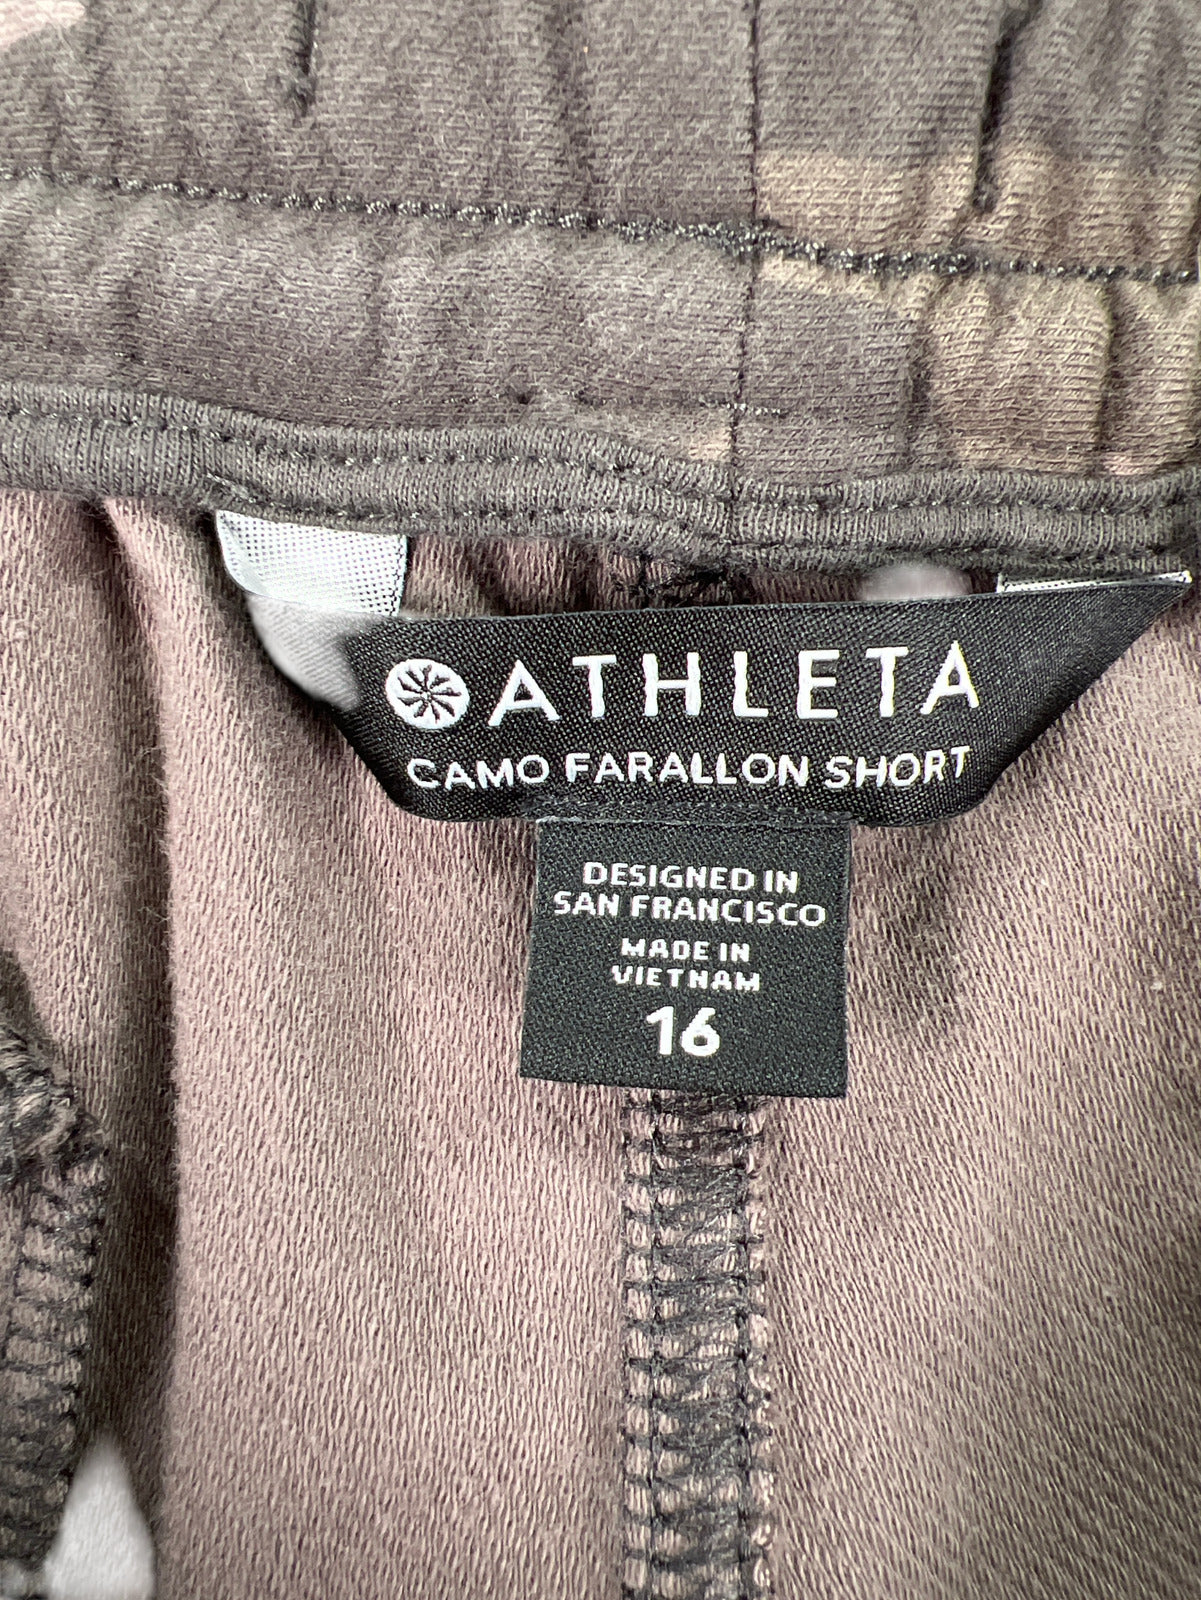 ATHLETA
CAMO FARALLON SHORT
DESIGNED IN
SAN FRANCISCO
MADE IN
VIETNAM
16